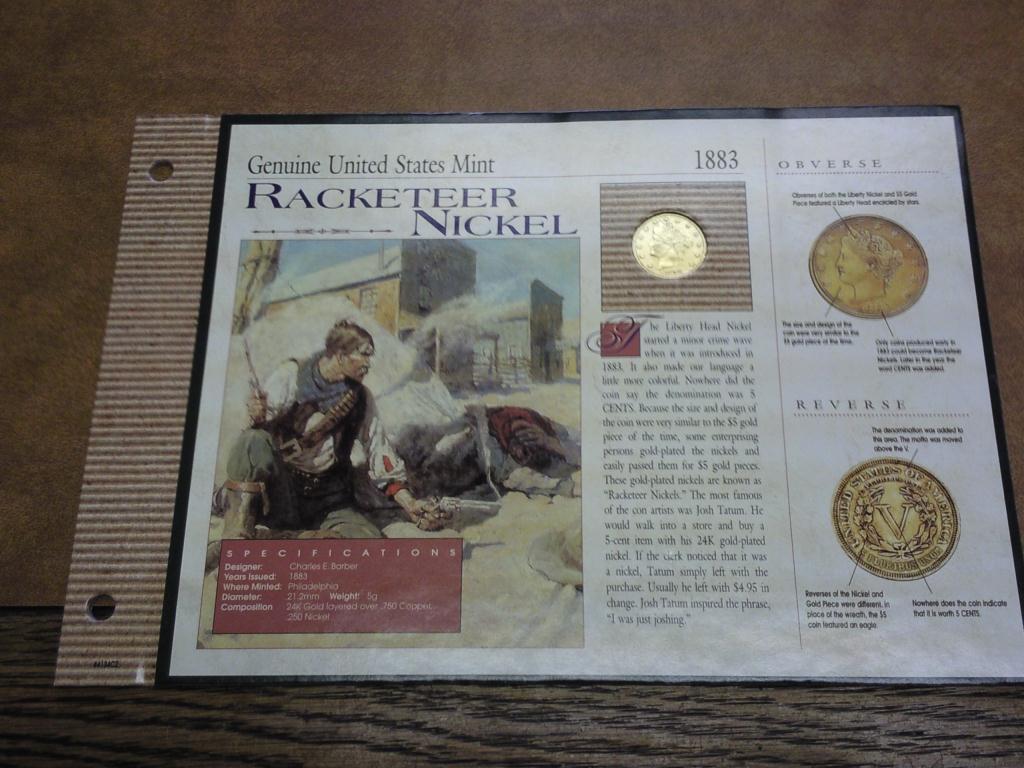 Genuine United States Mint
1883
RACKETEER
NICKEL
The Liberty Head Nickel
started a minor crime wave
when it was introduced in
1883. It also made our language a
little more colorful. Nowhere did the
coin say the denomination was 5
CENTS. Because the size and design of
the coin were very similar to the $5 gold
piece of the time, some enterprising
persons gold-plated the nickels and
easily passed them for $5 gold pieces.
These gold-plated nickels are known as
"Racketeer Nickels." The most famous
of the con artists was Josh Tatum. He
would walk into a store and buy a
5-cent item with his 24K gold-plated
nickel. If the clerk noticed that it was
a nickel, Tatum simply left with the
purchase. Usually he left with $4.95 in
change. Josh Tatum inspired the phrase,
"I was just joshing."
SPECIFICATIONS
Designer: Charles E. Barber
Years Issued: 1883
Where Minted: Philadelphia
Diameter: 21.2mm Weight: 5g
Composition 24K Gold layered over .750 Copper,
.250 Nickel
OBVERSE
Obverses of both the Liberty Nickel and $5 Gold
Piece featured a Liberty Head encircled by stars.
The size and design of the
coin were very similar to the
$5 gold piece of the time.
Only coins produced early in
1883 could become Racketeer
Nickels. Later in the year the
word CENTS was added.
REVERSE
The denomination was added to
this area. The motto was moved
above the V.
UNITED STATES OF AMERICA
V
E PLURIBUS UNUM
Reverses of the Nickel and
Gold Piece were different, in
place of the wreath, the $5
coin featured an eagle.
Nowhere does the coin indicate
that it is worth 5 CENTS.